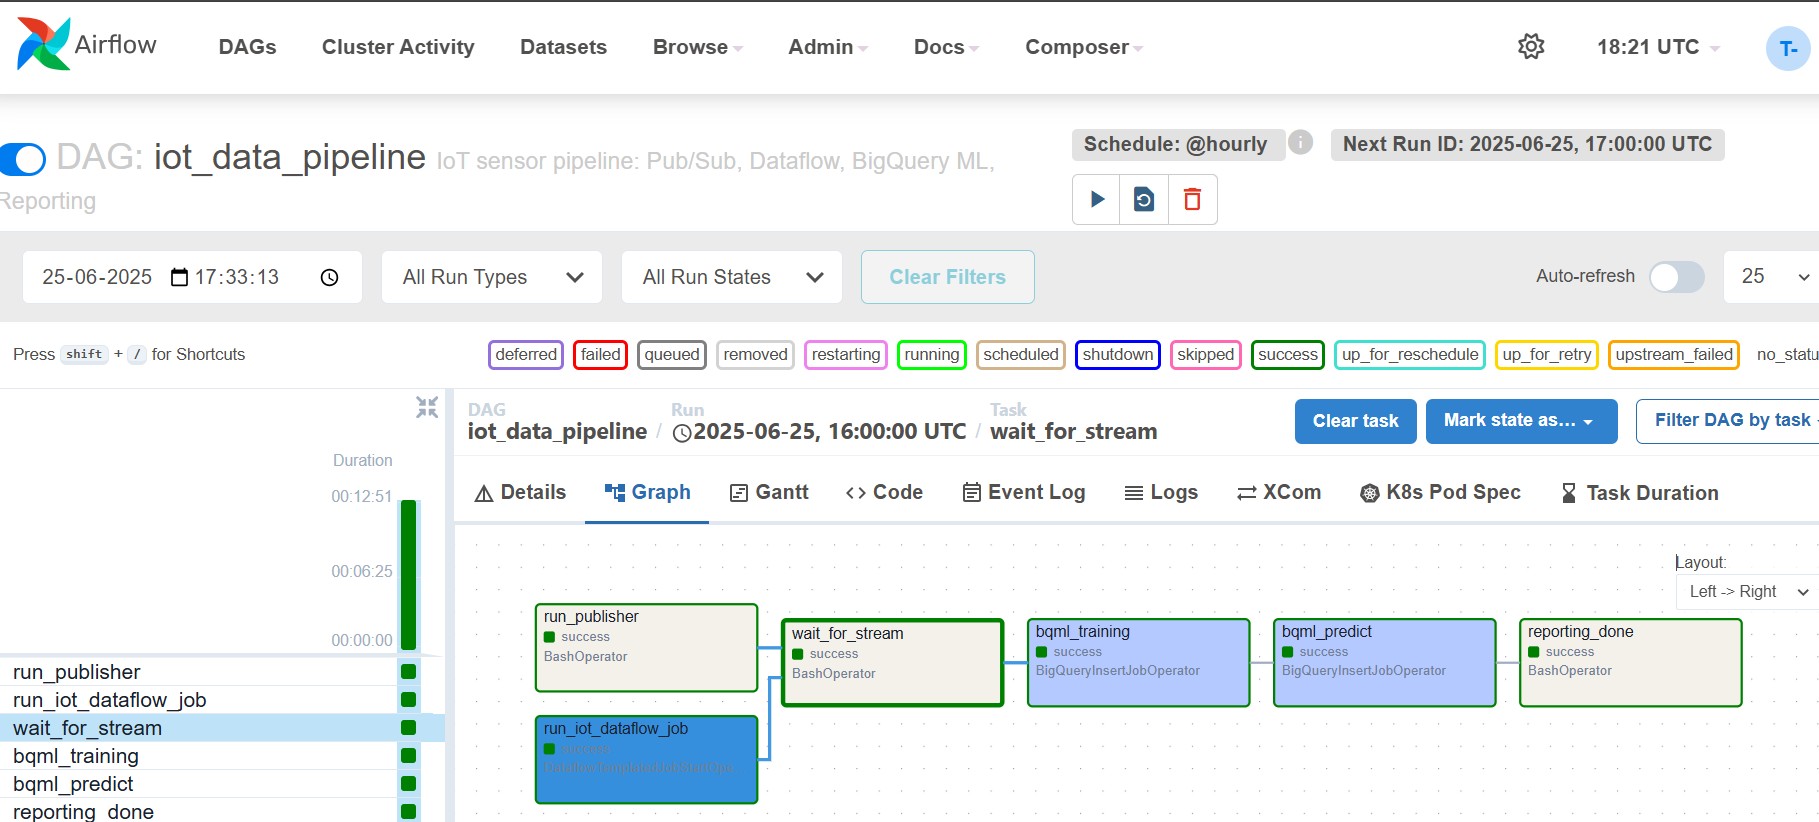 Airflow DAGs Cluster Activity Datasets Browse Admin Docs Composer 18:21 UTC T-
DAG: iot_data_pipeline IoT sensor pipeline: Pub/Sub, Dataflow, BigQuery ML,
Reporting
Schedule: @hourly i Next Run ID: 2025-06-25, 17:00:00 UTC
25-06-2025 17:33:13 All Run Types All Run States Clear Filters Auto-refresh 25
Press shift + / for Shortcuts deferred failed queued removed restarting running scheduled shutdown skipped success up_for_reschedule up_for_retry upstream_failed no_statu
DAG Run Task
iot_data_pipeline / 2025-06-25, 16:00:00 UTC / wait_for_stream
Clear task Mark state as... Filter DAG by task
Details Graph Gantt Code Event Log Logs XCom K8s Pod Spec Task Duration
Duration
00:12:51
00:06:25
00:00:00
run_publisher
run_iot_dataflow_job
wait_for_stream
bqml_training
bqml_predict
reporting_done
Layout:
Left -> Right
run_publisher
success
BashOperator
run_iot_dataflow_job
success
wait_for_stream
success
BashOperator
bqml_training
success
BigQueryInsertJobOperator
bqml_predict
success
BigQueryInsertJobOperator
reporting_done
success
BashOperator